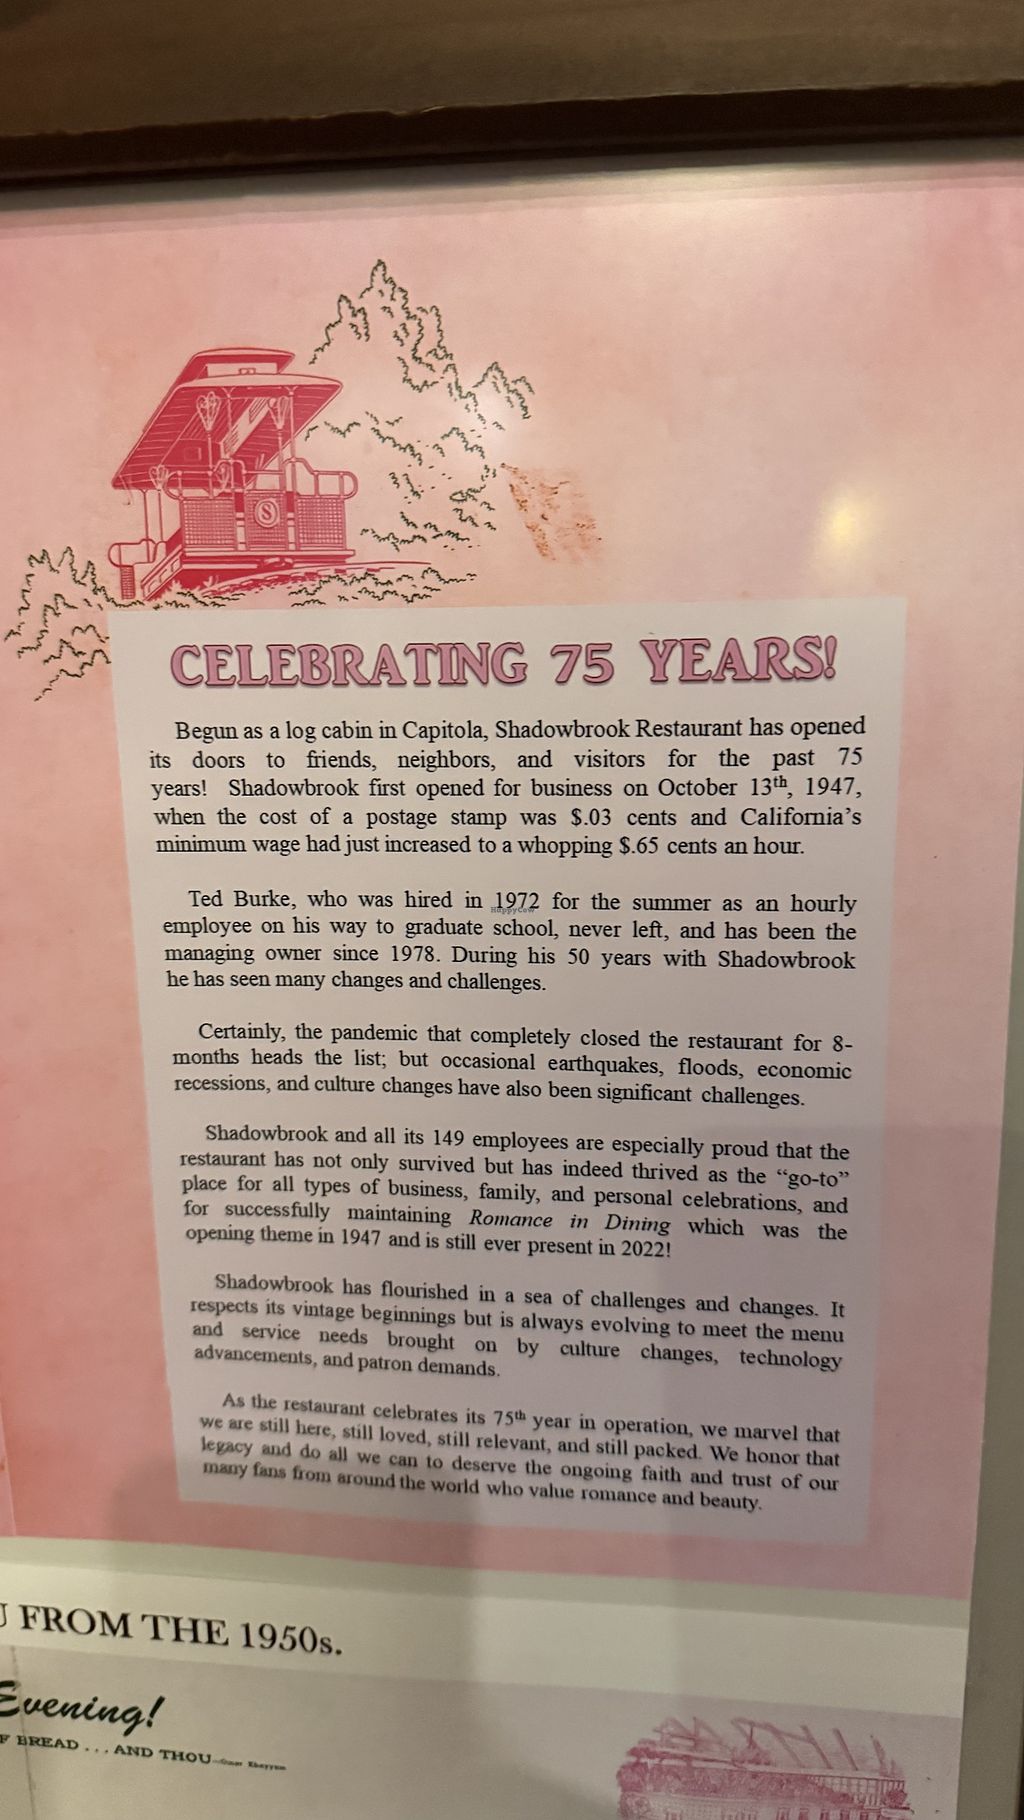 S
CELEBRATING 75 YEARS!
Begun as a log cabin in Capitola, Shadowbrook Restaurant has opened
its doors to friends, neighbors, and visitors for the past 75
years! Shadowbrook first opened for business on October 13th, 1947,
when the cost of a postage stamp was $.03 cents and California's
minimum wage had just increased to a whopping $.65 cents an hour.
Ted Burke, who was hired in 1972 for the summer as an hourly
HappyCow
employee on his way to graduate school, never left, and has been the
managing owner since 1978. During his 50 years with Shadowbrook
he has seen many changes and challenges.
Certainly, the pandemic that completely closed the restaurant for 8-
months heads the list; but occasional earthquakes, floods, economic
recessions, and culture changes have also been significant challenges.
Shadowbrook and all its 149 employees are especially proud that the
restaurant has not only survived but has indeed thrived as the "go-to"
place for all types of business, family, and personal celebrations, and
for successfully maintaining Romance in Dining which was the
opening theme in 1947 and is still ever present in 2022!
Shadowbrook has flourished in a sea of challenges and changes. It
respects its vintage beginnings but is always evolving to meet the menu
and service needs brought on by culture changes, technology
advancements, and patron demands.
As the restaurant celebrates its 75th year in operation, we marvel that
we are still here, still loved, still relevant, and still packed. We honor that
legacy and do all we can to deserve the ongoing faith and trust of our
many fans from around the world who value romance and beauty.
U FROM THE 1950s.
Evening!
F BREAD . . . AND THOU—Omar Khayyam